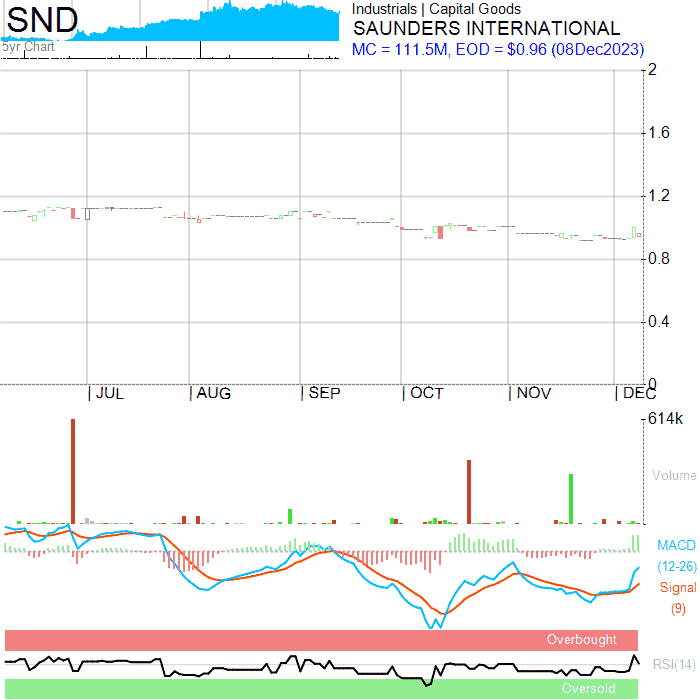 SND
5yr Chart
Industrials | Capital Goods
SAUNDERS INTERNATIONAL
MC = 111.5M, EOD = $0.96 (08Dec2023)
2
1.6
1.2
0.8
0.4
0
JUL AUG SEP OCT NOV DEC
614k
Volume
MACD
(12-26)
Signal
(9)
Overbought
RSI(14)
Oversold